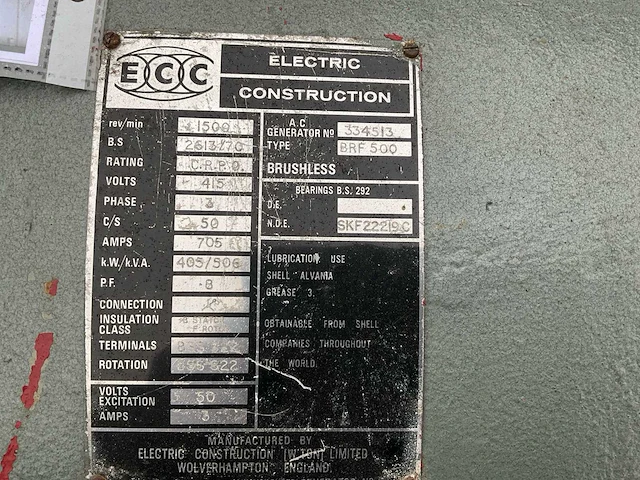 ECC
ELECTRIC
CONSTRUCTION
rev/min 1500
B.S 2613/70
RATING C.R.P.O.
VOLTS 415
PHASE 3
C/S 50
AMPS 705
k.W./k.V.A. 405/506
P.F. ·8
CONNECTION
INSULATION CLASS B STATOR F ROTOR
TERMINALS
ROTATION
VOLTS EXCITATION 50
AMPS 3
A.C GENERATOR Nº 334513
TYPE BRF 500
BRUSHLESS
BEARINGS B.S. 292
D.E.
N.D.E. SKF22219C
LUBRICATION USE
SHELL ALVANIA
GREASE 3
OBTAINABLE FROM SHELL
COMPANIES THROUGHOUT
THE WORLD.
MANUFACTURED BY
ELECTRIC CONSTRUCTION (W'TON) LIMITED
WOLVERHAMPTON, ENGLAND.